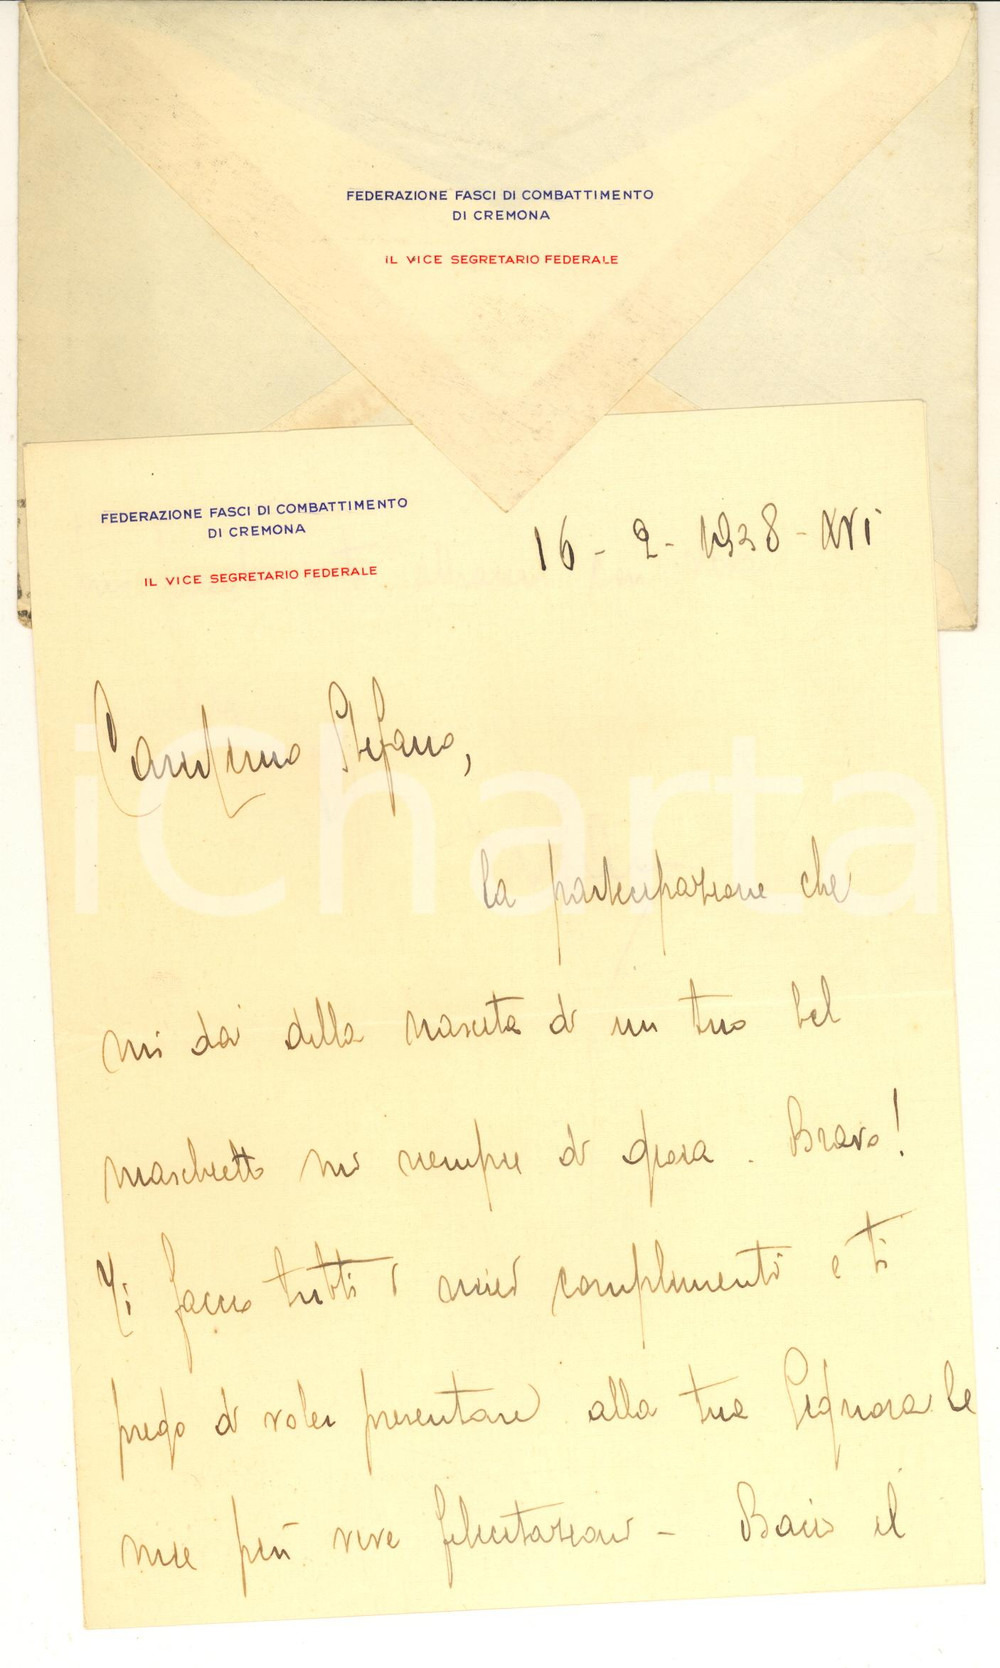 FEDERAZIONE FASCI DI COMBATTIMENTO
DI CREMONA
IL VICE SEGRETARIO FEDERALE
FEDERAZIONE FASCI DI COMBATTIMENTO
DI CREMONA
IL VICE SEGRETARIO FEDERALE
16 - 2 - 1938 - XVI
Carissimo Stefano,
la partecipazione che
mi dai della nascita di un tuo bel
maschietto mi riempie di gioia. Bravo!
Ti faccio tutti i miei complimenti e ti
prego di voler presentare alla tua Signora le
mie più vive felicitazioni - Bacio il
iCharta